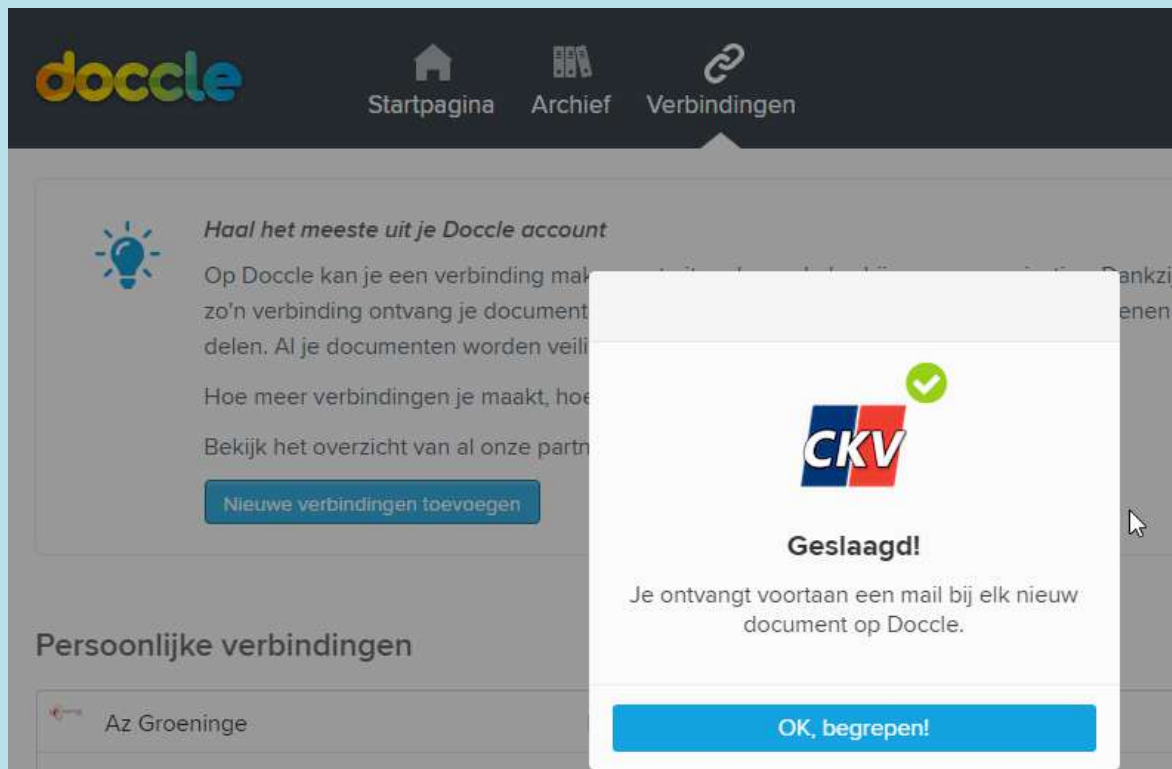 doccle
Startpagina Archief Verbindingen
Haal het meeste uit je Doccle account
Op Doccle kan je een verbinding mak
zo'n verbinding ontvang je document
enen
delen. Al je documenten worden veili
Hoe meer verbindingen je maakt, hoe
Bekijk het overzicht van al onze partn
Nieuwe verbindingen toevoegen
CKV
Geslaagd!
Je ontvangt voortaan een mail bij elk nieuw
document op Doccle.
OK, begrepen!
Persoonlijke verbindingen
Az Groeninge